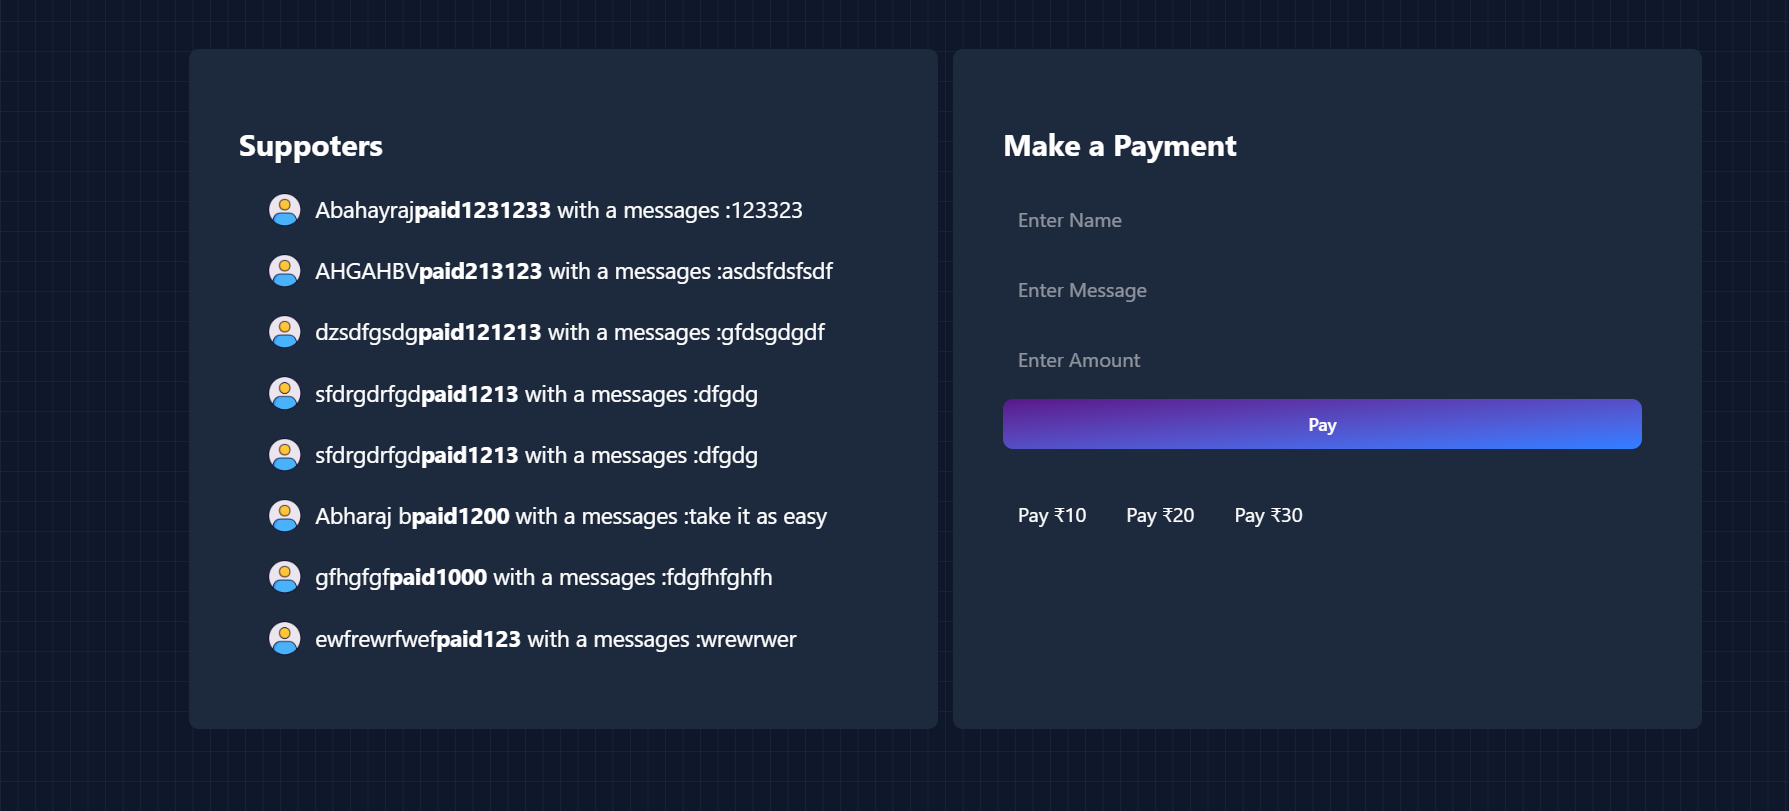 Suppoters
Abahayrajpaid1231233 with a messages :123323
AHGAHBVpaid213123 with a messages :asdsfdsfsdf
dzsdfgsdgpaid121213 with a messages :gfdsgdgdf
sfdrgdrfgdpaid1213 with a messages :dfgdg
sfdrgdrfgdpaid1213 with a messages :dfgdg
Abharaj bpaid1200 with a messages :take it as easy
gfhgfgfpaid1000 with a messages :fdgfhfghfh
ewfrewrfwefpaid123 with a messages :wrewrwer
Make a Payment
Enter Name
Enter Message
Enter Amount
Pay
Pay ₹10 Pay ₹20 Pay ₹30